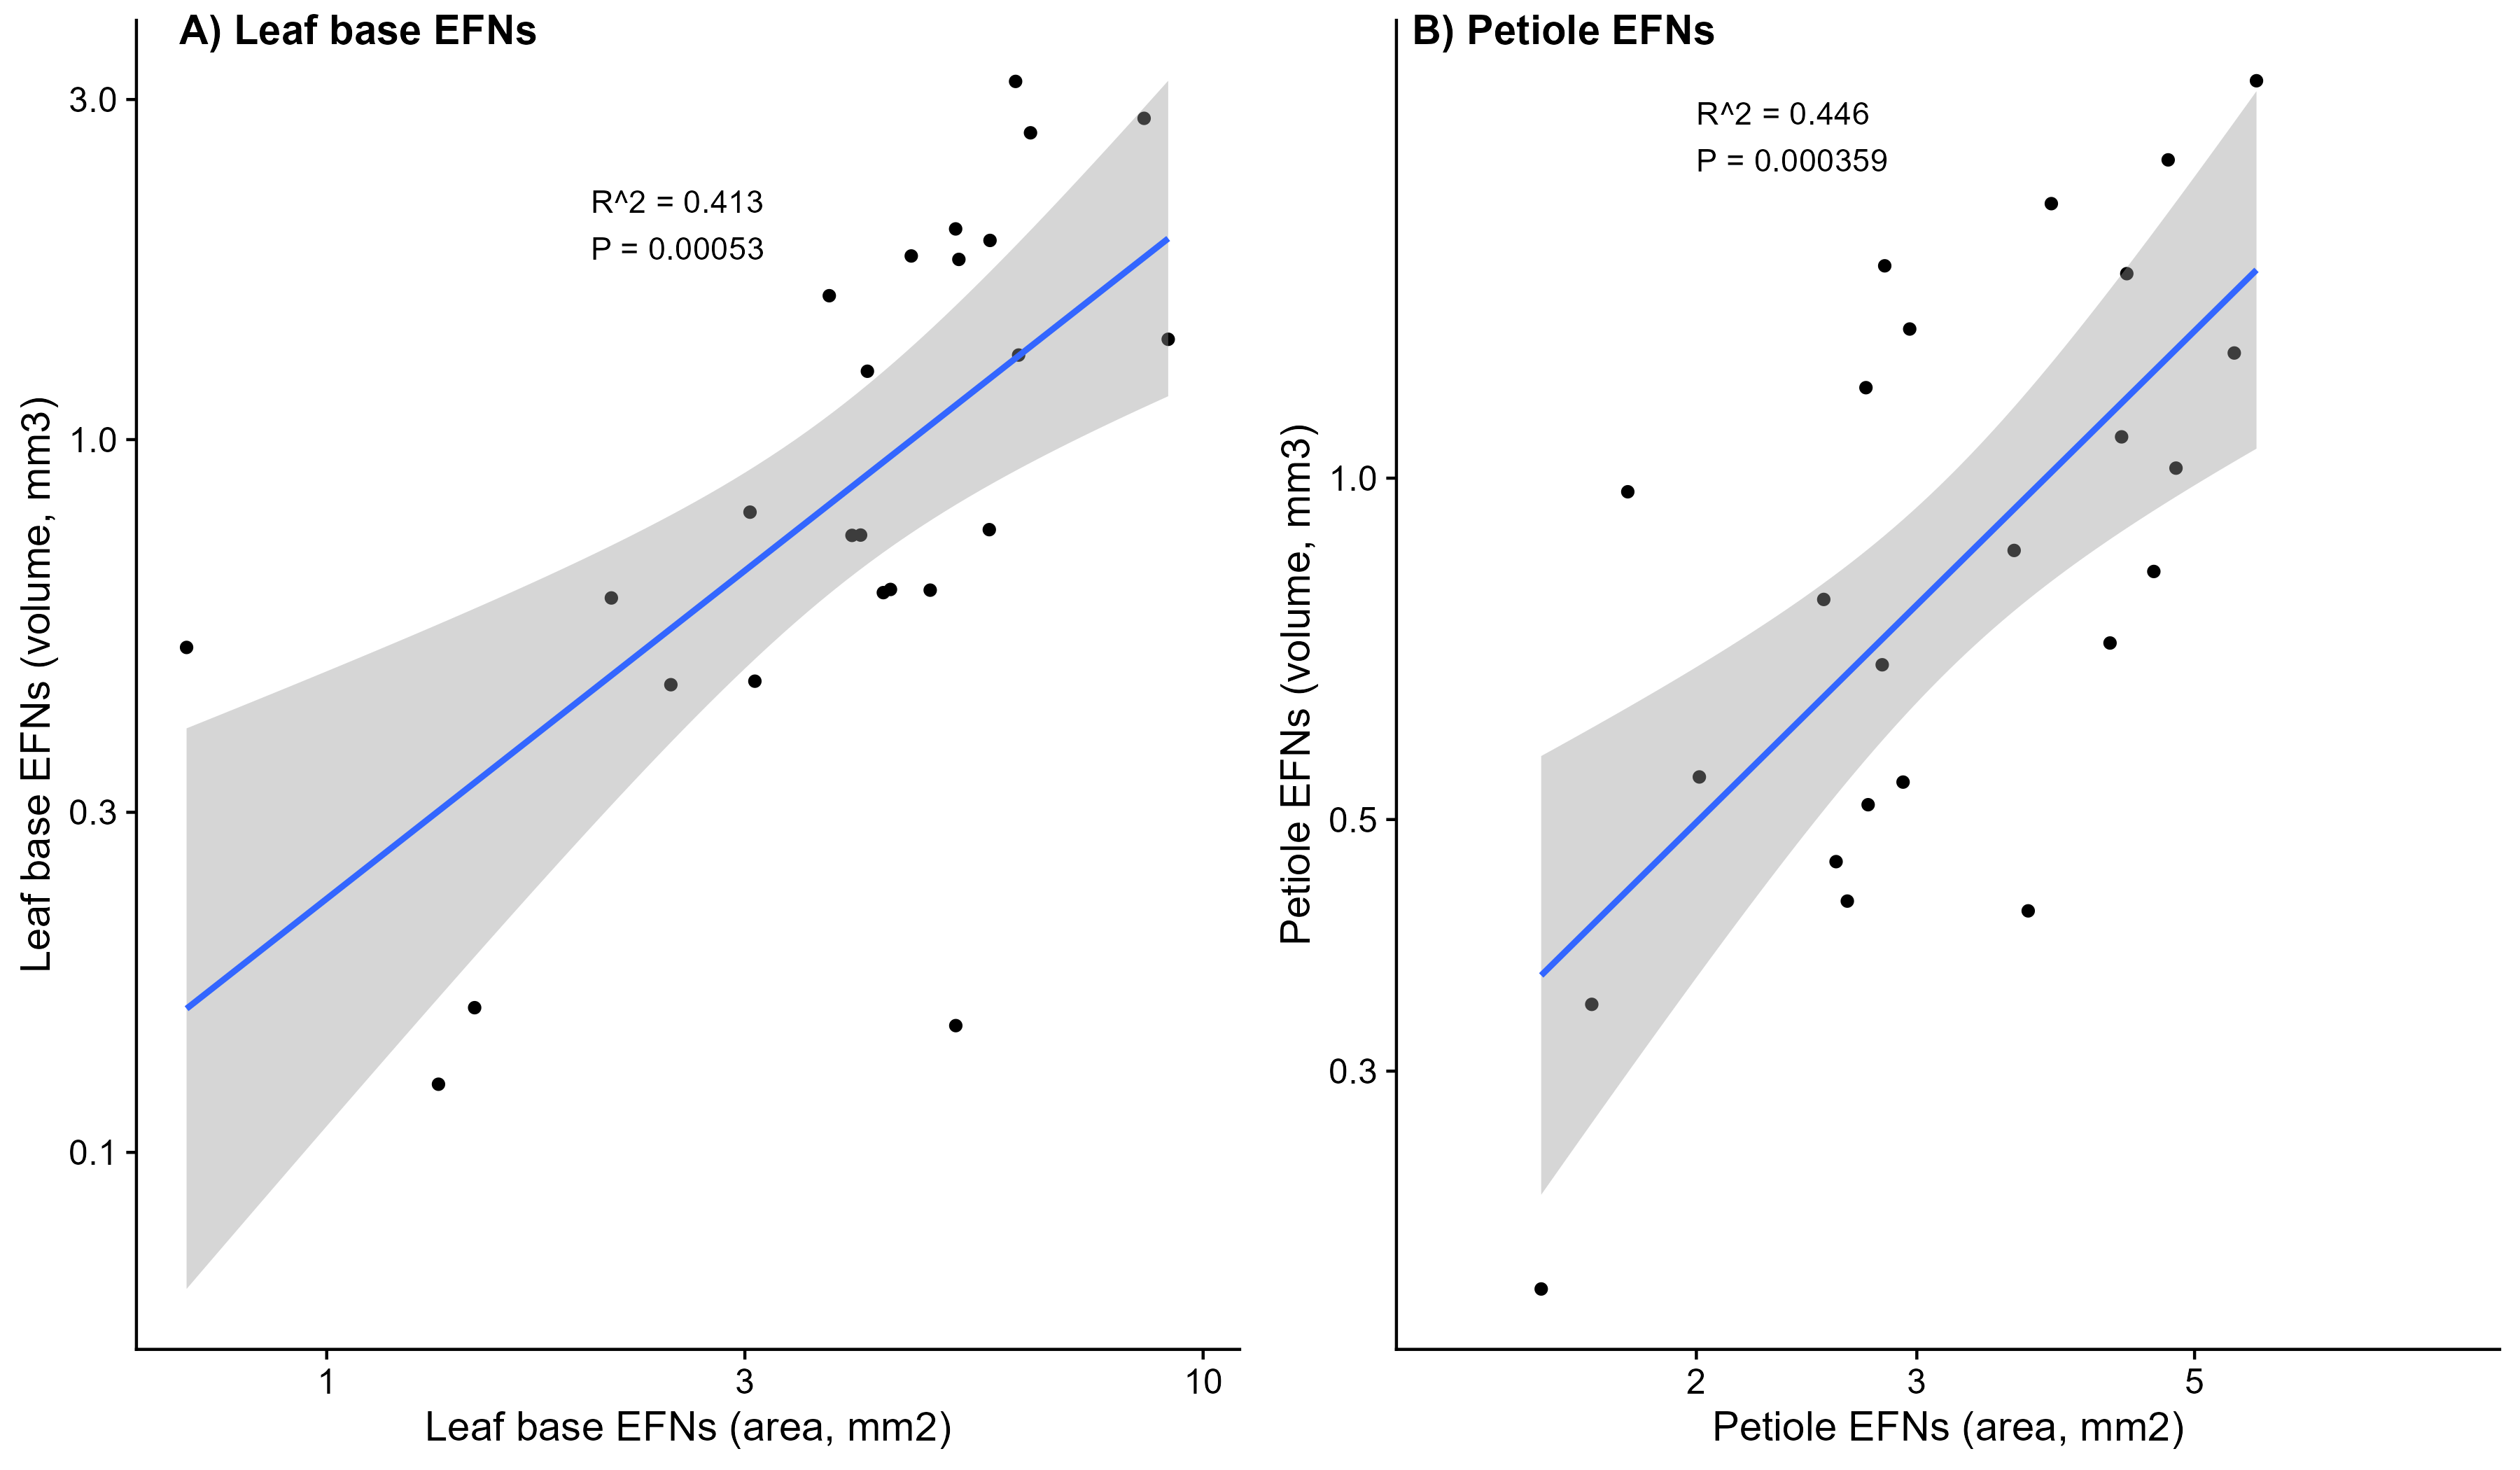 A) Leaf base EFNs
R^2 = 0.413
P = 0.00053
Leaf base EFNs (volume, mm3)
3.0
1.0
0.3
0.1
1
3
10
Leaf base EFNs (area, mm2)
B) Petiole EFNs
R^2 = 0.446
P = 0.000359
Petiole EFNs (volume, mm3)
1.0
0.5
0.3
2
3
5
Petiole EFNs (area, mm2)